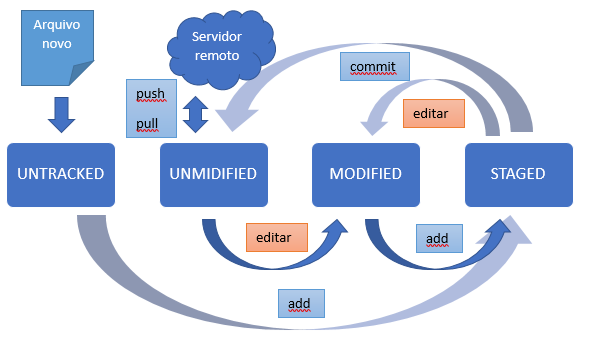 Arquivo
novo
Servidor
remoto
push
pull
commit
editar
UNTRACKED
UNMIDIFIED
MODIFIED
STAGED
editar
add
add